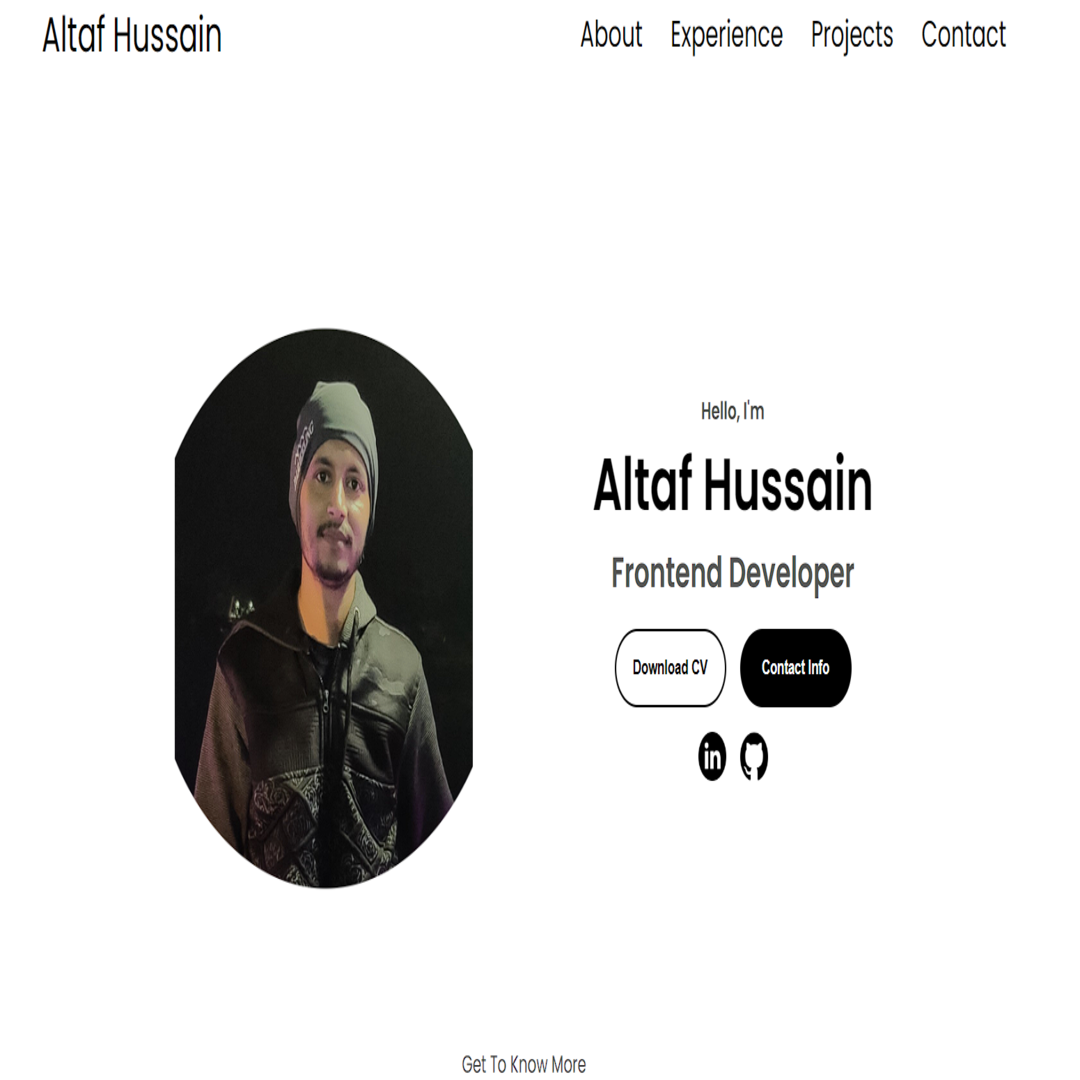 Altaf Hussain
About Experience Projects Contact
Hello, I'm
Altaf Hussain
Frontend Developer
Download CV Contact Info
in
Get To Know More